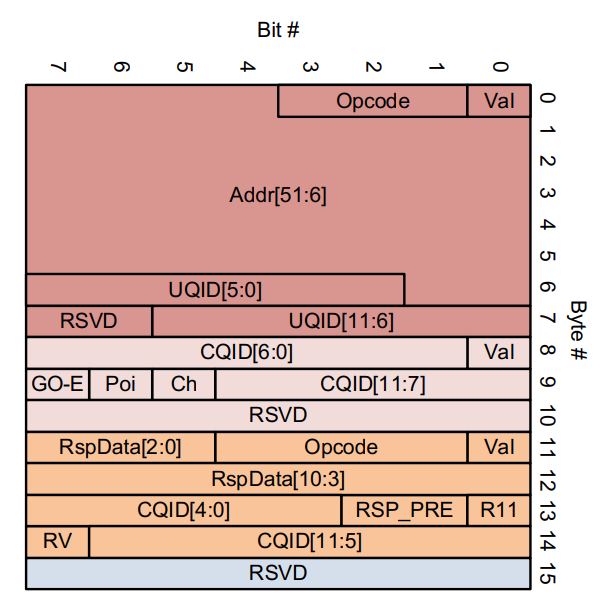 Bit #
7 6 5 4 3 2 1 0
Opcode Val 0
1
2
Addr[51:6] 3
4
5
UQID[5:0] 6
RSVD UQID[11:6] 7
Byte #
CQID[6:0] Val 8
GO-E Poi Ch CQID[11:7] 9
RSVD 10
RspData[2:0] Opcode Val 11
RspData[10:3] 12
CQID[4:0] RSP_PRE R11 13
RV CQID[11:5] 14
RSVD 15